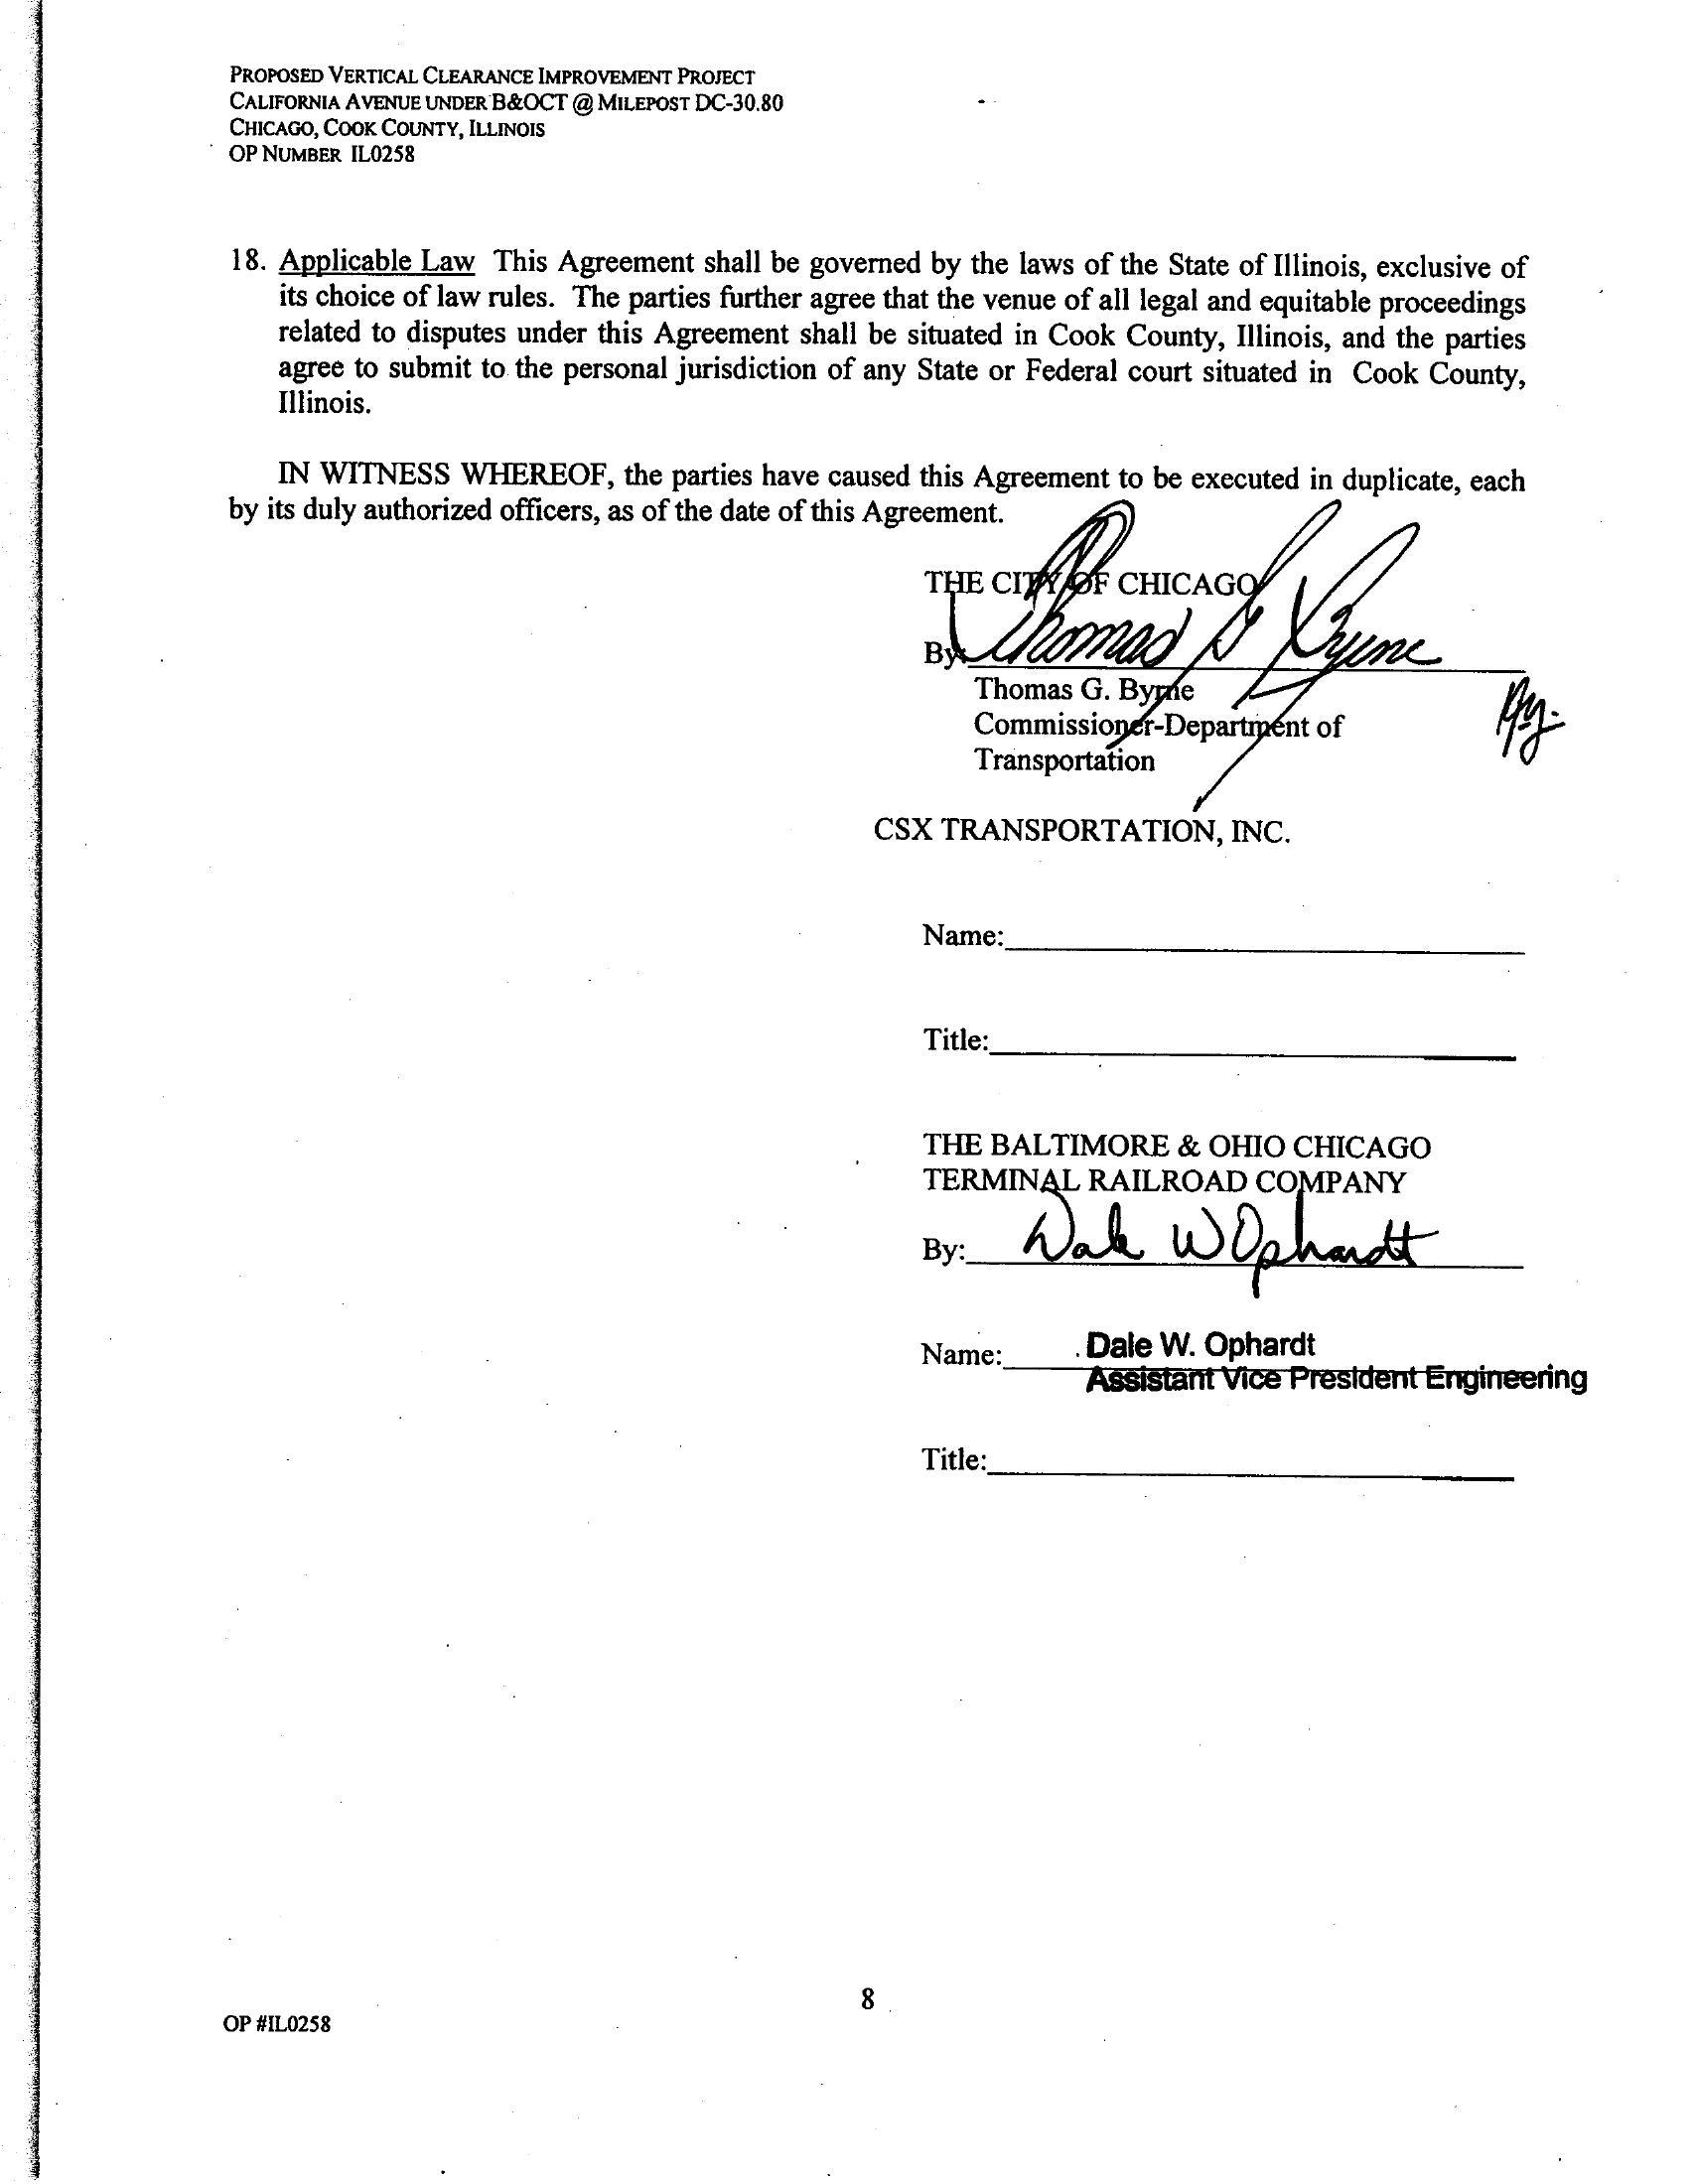 PROPOSED VERTICAL CLEARANCE IMPROVEMENT PROJECT
CALIFORNIA AVENUE UNDER B&OCT @ MILEPOST DC-30.80
CHICAGO, COOK COUNTY, ILLINOIS
OP NUMBER IL0258
18. Applicable Law This Agreement shall be governed by the laws of the State of Illinois, exclusive of
its choice of law rules. The parties further agree that the venue of all legal and equitable proceedings
related to disputes under this Agreement shall be situated in Cook County, Illinois, and the parties
agree to submit to the personal jurisdiction of any State or Federal court situated in Cook County,
Illinois.
IN WITNESS WHEREOF, the parties have caused this Agreement to be executed in duplicate, each
by its duly authorized officers, as of the date of this Agreement.
THE CITY OF CHICAGO
By: Thomas G Byrne
Thomas G. Byrne
Commissioner-Department of
Transportation
CSX TRANSPORTATION, INC.
Name:
Title:
THE BALTIMORE & OHIO CHICAGO
TERMINAL RAILROAD COMPANY
By: Dale W Ophardt
Name: Dale W. Ophardt
Assistant Vice President Engineering
Title:
8
OP #IL0258